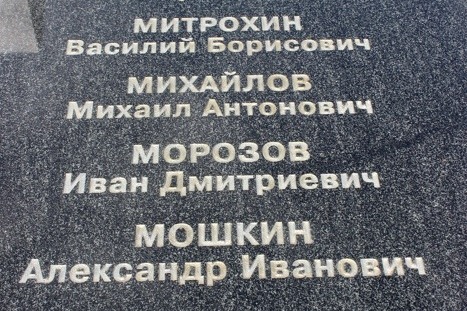 МИТРОХИН
Василий Борисович
МИХАЙЛОВ
Михаил Антонович
МОРОЗОВ
Иван Дмитриевич
МОШКИН
Александр Иванович